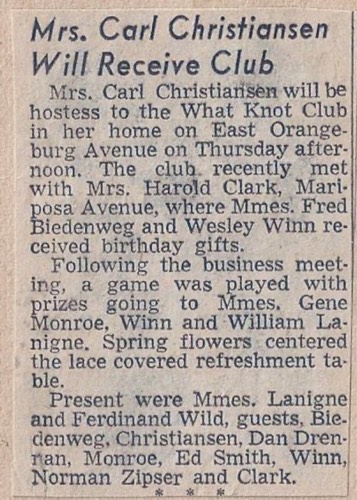 Mrs. Carl Christiansen
Will Receive Club
Mrs. Carl Christiansen will be
hostess to the What Knot Club
in her home on East Orange-
burg Avenue on Thursday after-
noon. The club recently met
with Mrs. Harold Clark, Mari-
posa Avenue, where Mmes. Fred
Biedenweg and Wesley Winn re-
ceived birthday gifts.
Following the business meet-
ing, a game was played with
prizes going to Mmes. Gene
Monroe, Winn and William La-
nigne. Spring flowers centered
the lace covered refreshment ta-
ble.
Present were Mmes. Lanigne
and Ferdinand Wild, guests, Bie-
denweg, Christiansen, Dan Dren-
nan, Monroe, Ed Smith, Winn,
Norman Zipser and Clark.
* * *